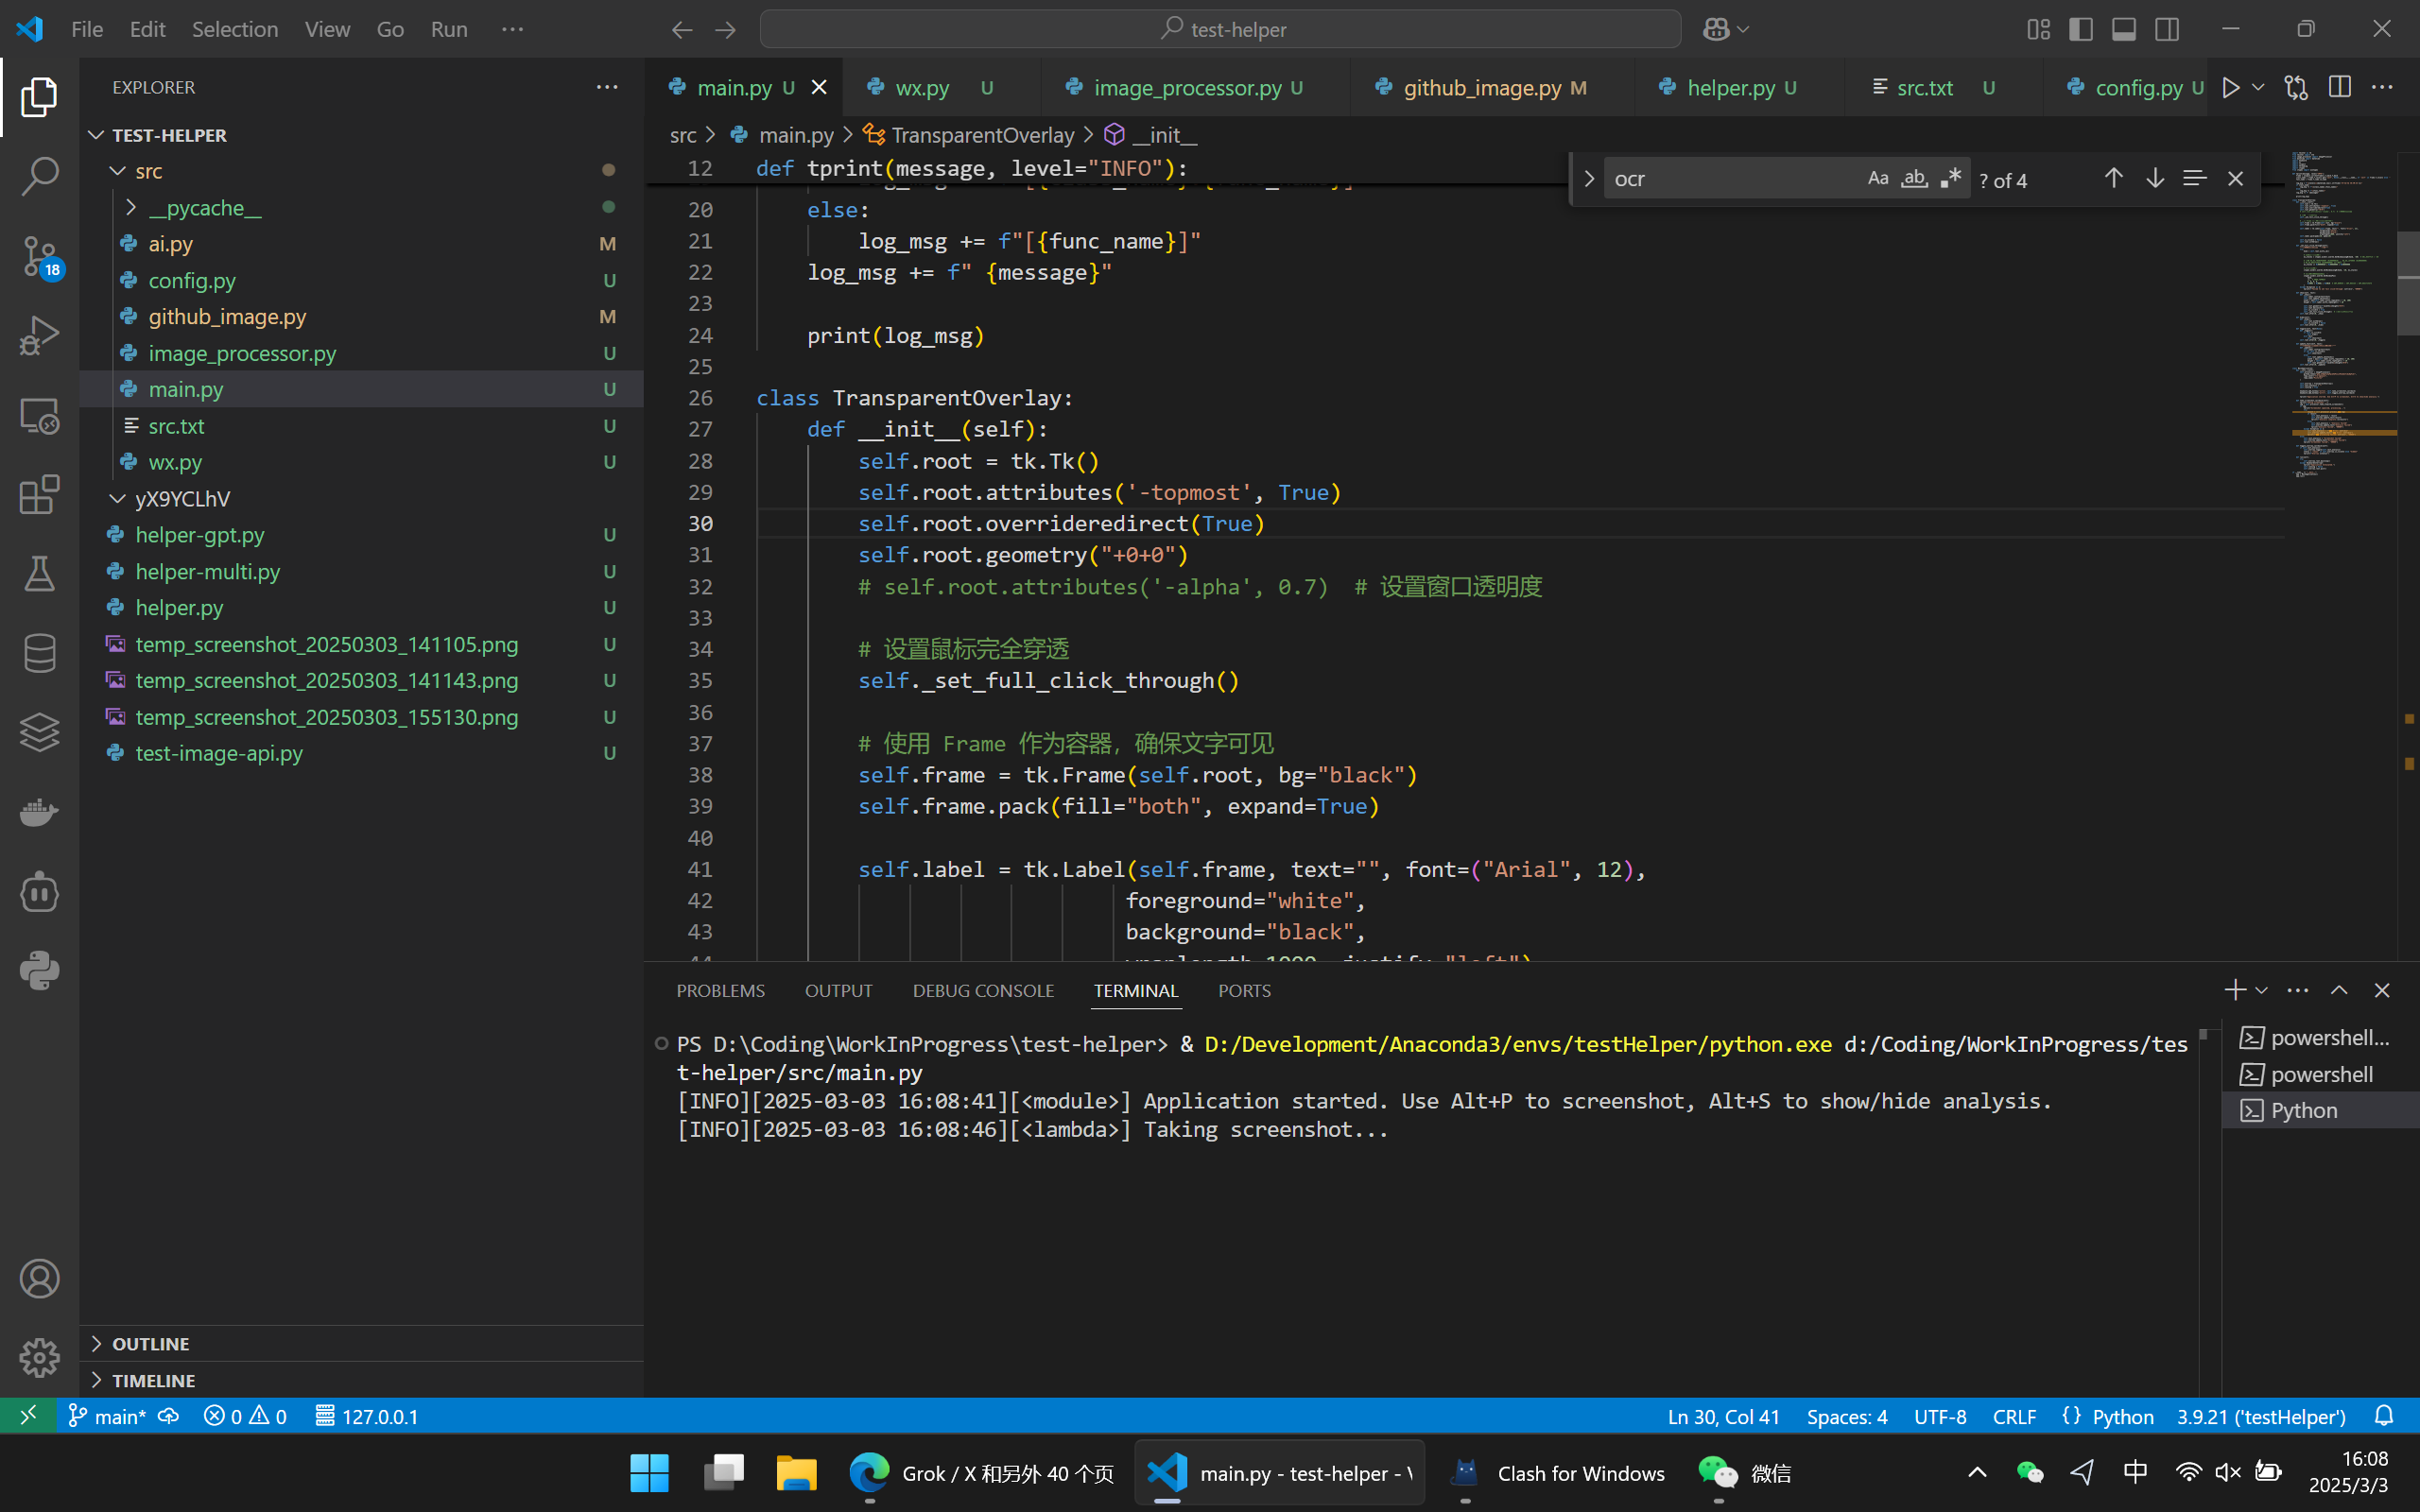 File Edit Selection View Go Run ···
test-helper
EXPLORER
TEST-HELPER
src
__pycache__
ai.py M
config.py U
github_image.py M
image_processor.py U
main.py U
src.txt U
wx.py U
yX9YCLhV
helper-gpt.py U
helper-multi.py U
helper.py U
temp_screenshot_20250303_141105.png U
temp_screenshot_20250303_141143.png U
temp_screenshot_20250303_155130.png U
test-image-api.py U
OUTLINE
TIMELINE
18
main.py U wx.py U image_processor.py U github_image.py M helper.py U src.txt U config.py U
src > main.py > TransparentOverlay > __init__
ocr Aa ab ? of 4
12 def tprint(message, level="INFO"):
20 else:
21 log_msg += f"[{func_name}]"
22 log_msg += f" {message}"
23
24 print(log_msg)
25
26 class TransparentOverlay:
27 def __init__(self):
28 self.root = tk.Tk()
29 self.root.attributes('-topmost', True)
30 self.root.overrideredirect(True)
31 self.root.geometry("+0+0")
32 # self.root.attributes('-alpha', 0.7) # 设置窗口透明度
33
34 # 设置鼠标完全穿透
35 self._set_full_click_through()
36
37 # 使用 Frame 作为容器，确保文字可见
38 self.frame = tk.Frame(self.root, bg="black")
39 self.frame.pack(fill="both", expand=True)
40
41 self.label = tk.Label(self.frame, text="", font=("Arial", 12),
42 foreground="white",
43 background="black",
PROBLEMS OUTPUT DEBUG CONSOLE TERMINAL PORTS
PS D:\Coding\WorkInProgress\test-helper> & D:/Development/Anaconda3/envs/testHelper/python.exe d:/Coding/WorkInProgress/tes
t-helper/src/main.py
[INFO][2025-03-03 16:08:41][<module>] Application started. Use Alt+P to screenshot, Alt+S to show/hide analysis.
[INFO][2025-03-03 16:08:46][<lambda>] Taking screenshot...
powershell...
powershell
Python
main* 0 0 127.0.0.1 Ln 30, Col 41 Spaces: 4 UTF-8 CRLF {} Python 3.9.21 ('testHelper')
Grok / X 和另外 40 个页 main.py - test-helper - Clash for Windows 微信 中 16:08
2025/3/3